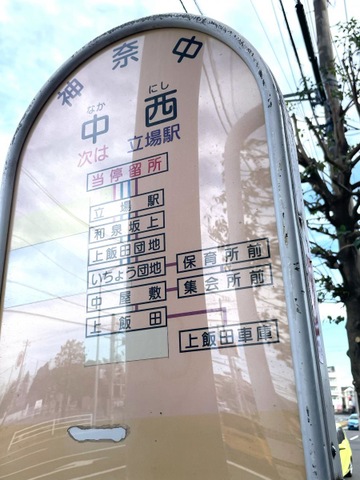 神奈中
なか にし
中西
次は 立場駅
当停留所
立場駅
和泉坂上
上飯田団地
いちょう団地 保育所前
中屋敷 集会所前
上飯田
上飯田車庫